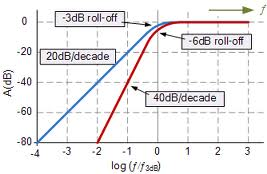 f
-3dB roll-off
0
-6dB roll-off
20dB/decade
-20
A(dB)
-40
40dB/decade
-60
-80
-4 -3 -2 -1 0 1 2 3
log (f/f3dB)